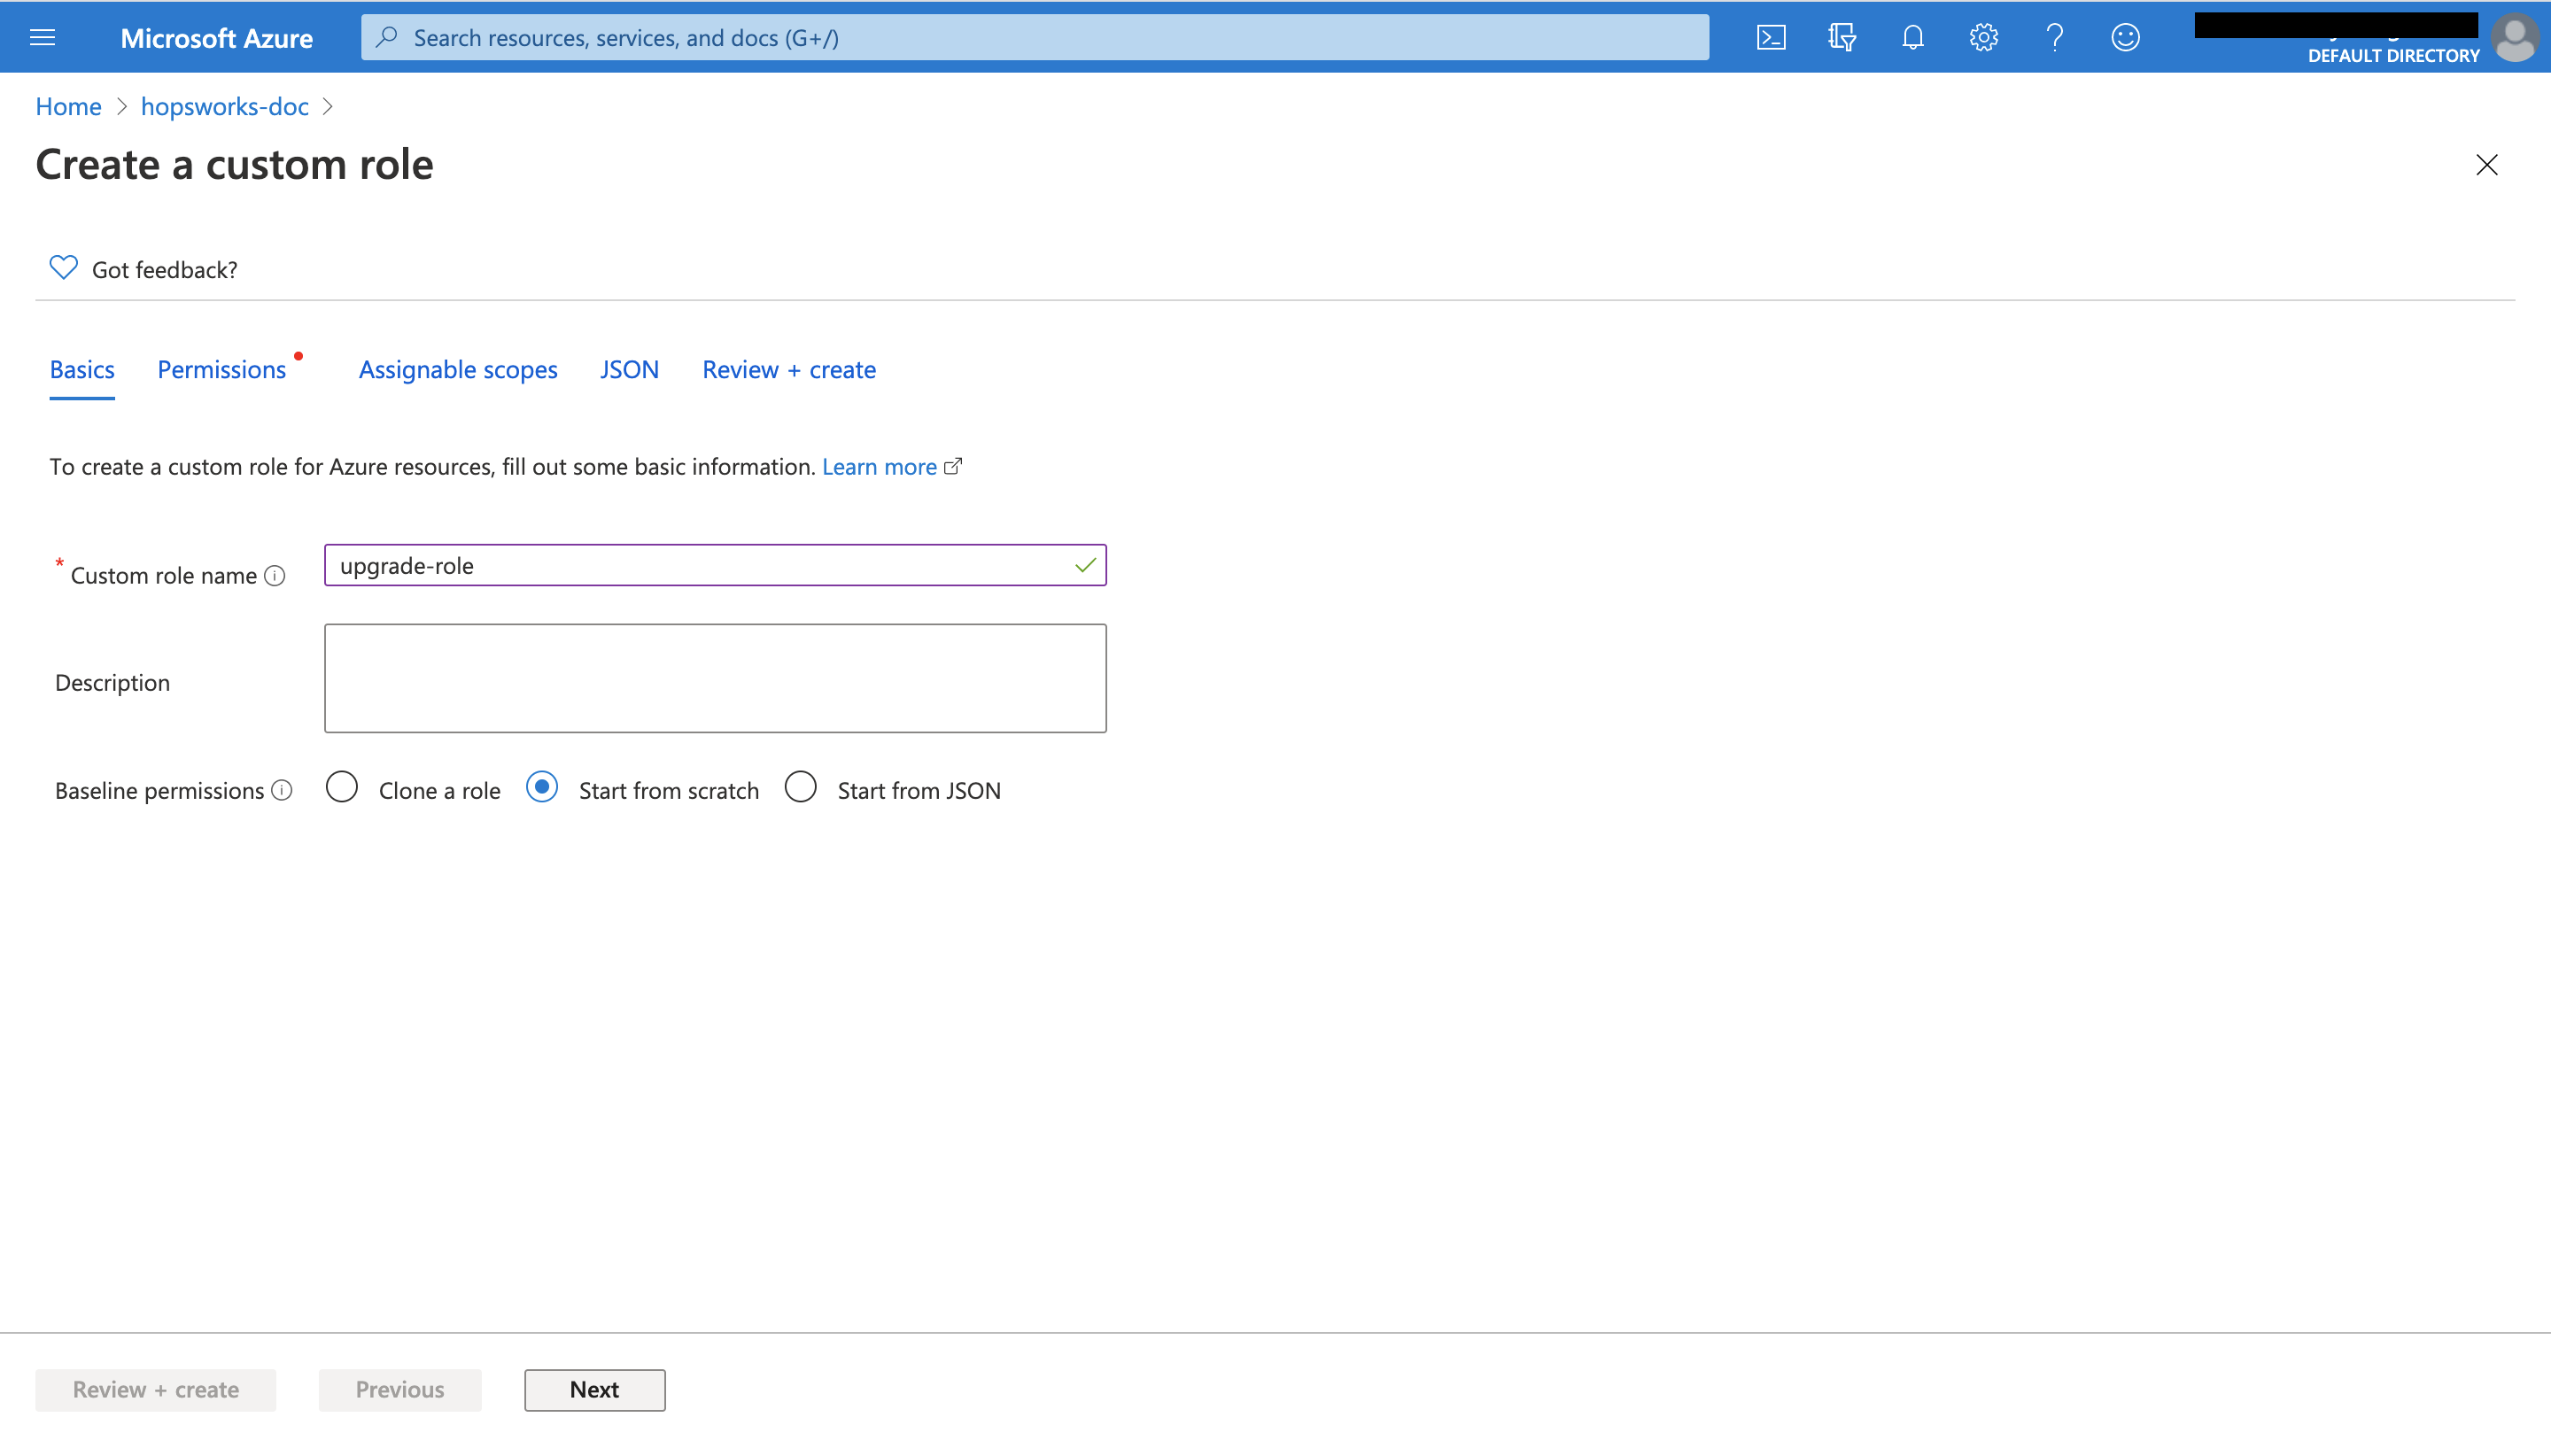 Microsoft Azure
Search resources, services, and docs (G+/)
DEFAULT DIRECTORY
Home > hopsworks-doc >
Create a custom role
Got feedback?
Basics Permissions Assignable scopes JSON Review + create
To create a custom role for Azure resources, fill out some basic information. Learn more
* Custom role name upgrade-role
Description
Baseline permissions Clone a role Start from scratch Start from JSON
Review + create Previous Next